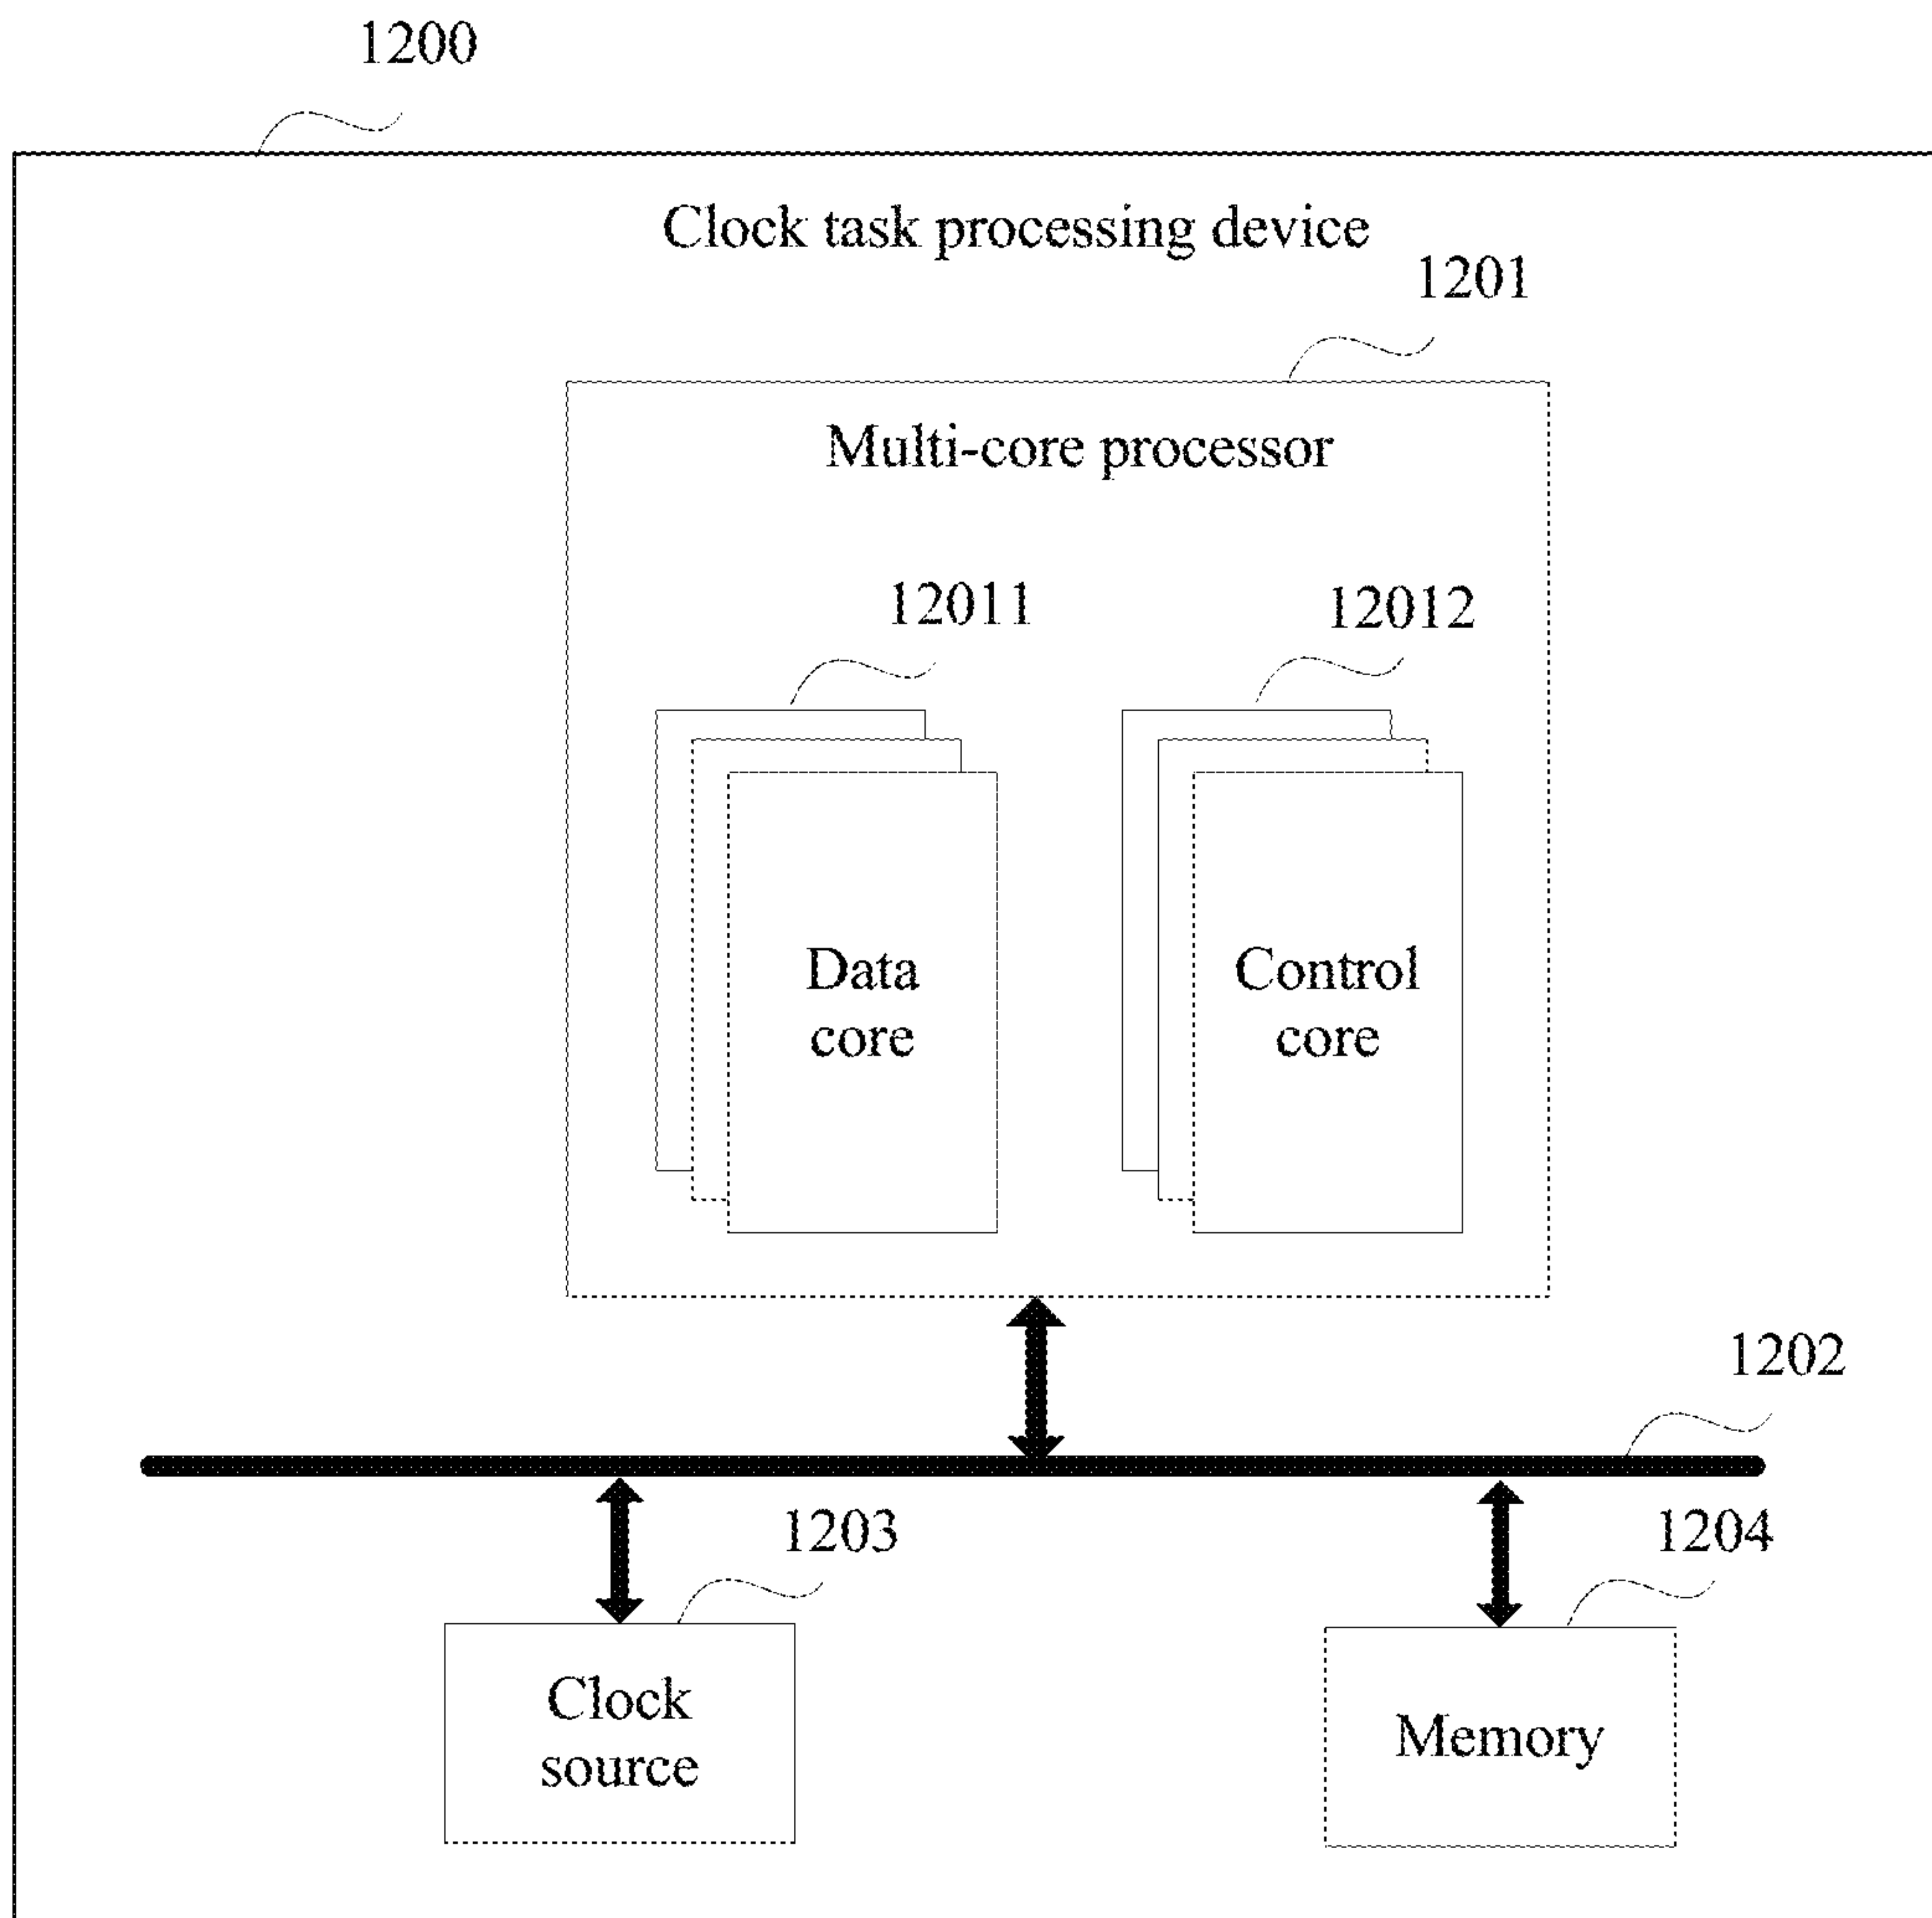 1200
Clock task processing device
1201
Multi-core processor
12011
12012
Data
core
Control
core
1202
1203
1204
Clock
source
Memory